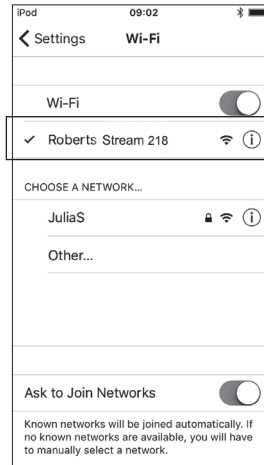 iPod 09:02
Settings Wi-Fi
Wi-Fi
Roberts Stream 218
CHOOSE A NETWORK...
JuliaS
Other...
Ask to Join Networks
Known networks will be joined automatically. If
no known networks are available, you will have
to manually select a network.